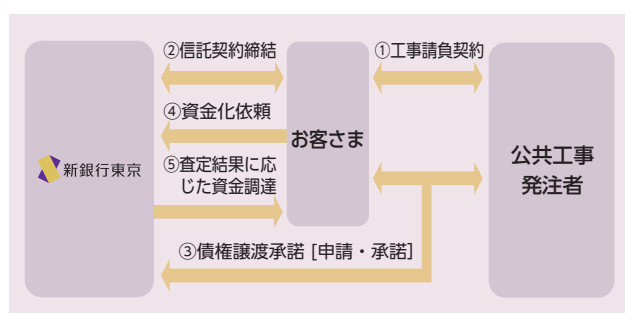 ②信託契約締結
①工事請負契約
④資金化依頼
お客さま
新銀行東京
⑤査定結果に応
じた資金調達
公共工事
発注者
③債権譲渡承諾 [申請・承諾]